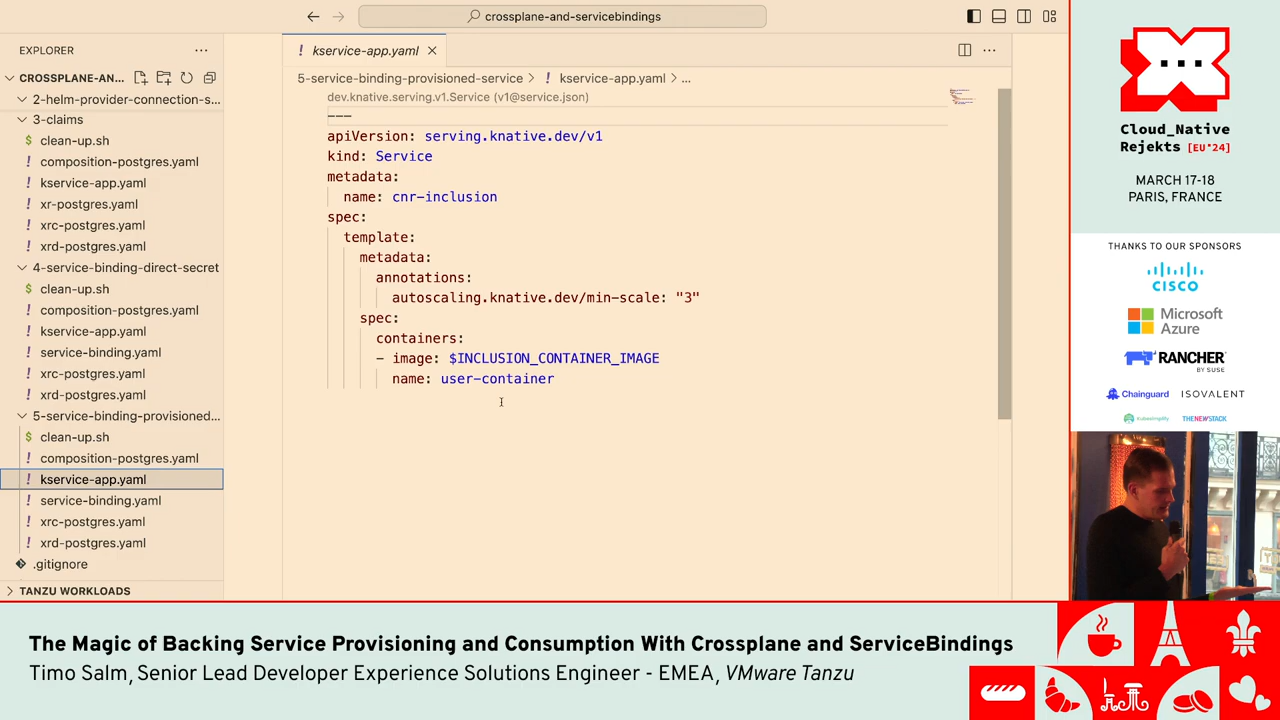 crossplane-and-servicebindings
EXPLORER
CROSSPLANE-AN...
2-helm-provider-connection-s...
3-claims
$ clean-up.sh
! composition-postgres.yaml
! kservice-app.yaml
! xr-postgres.yaml
! xrc-postgres.yaml
! xrd-postgres.yaml
4-service-binding-direct-secret
$ clean-up.sh
! composition-postgres.yaml
! kservice-app.yaml
! service-binding.yaml
! xrc-postgres.yaml
! xrd-postgres.yaml
5-service-binding-provisioned...
$ clean-up.sh
! composition-postgres.yaml
! kservice-app.yaml
! service-binding.yaml
! xrc-postgres.yaml
! xrd-postgres.yaml
.gitignore
TANZU WORKLOADS
! kservice-app.yaml
5-service-binding-provisioned-service > ! kservice-app.yaml > ...
dev.knative.serving.v1.Service (v1@service.json)
---
apiVersion: serving.knative.dev/v1
kind: Service
metadata:
name: cnr-inclusion
spec:
template:
metadata:
annotations:
autoscaling.knative.dev/min-scale: "3"
spec:
containers:
- image: $INCLUSION_CONTAINER_IMAGE
name: user-container
Cloud_Native
Rejekts [EU"24]
MARCH 17-18
PARIS, FRANCE
THANKS TO OUR SPONSORS
CISCO
Microsoft
Azure
RANCHER
BY SUSE
Chainguard
ISOVALENT
kubesimplify
THENEWSTACK
The Magic of Backing Service Provisioning and Consumption With Crossplane and ServiceBindings
Timo Salm, Senior Lead Developer Experience Solutions Engineer - EMEA, VMware Tanzu